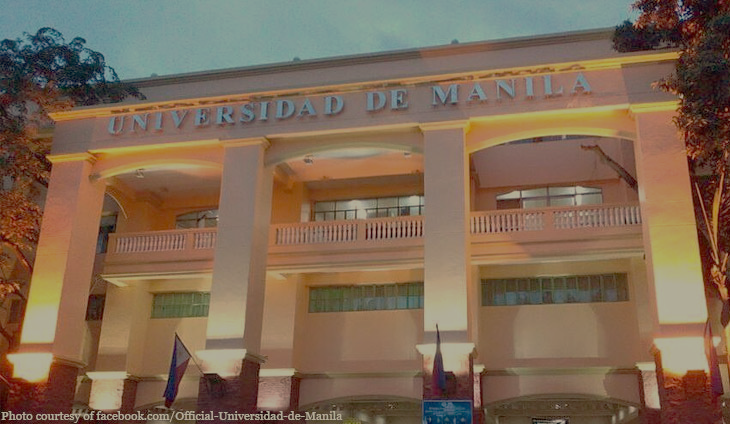 UNIVERSIDAD DE MANILA
Photo courtesy of facebook.com/Official-Universidad-de-Manila